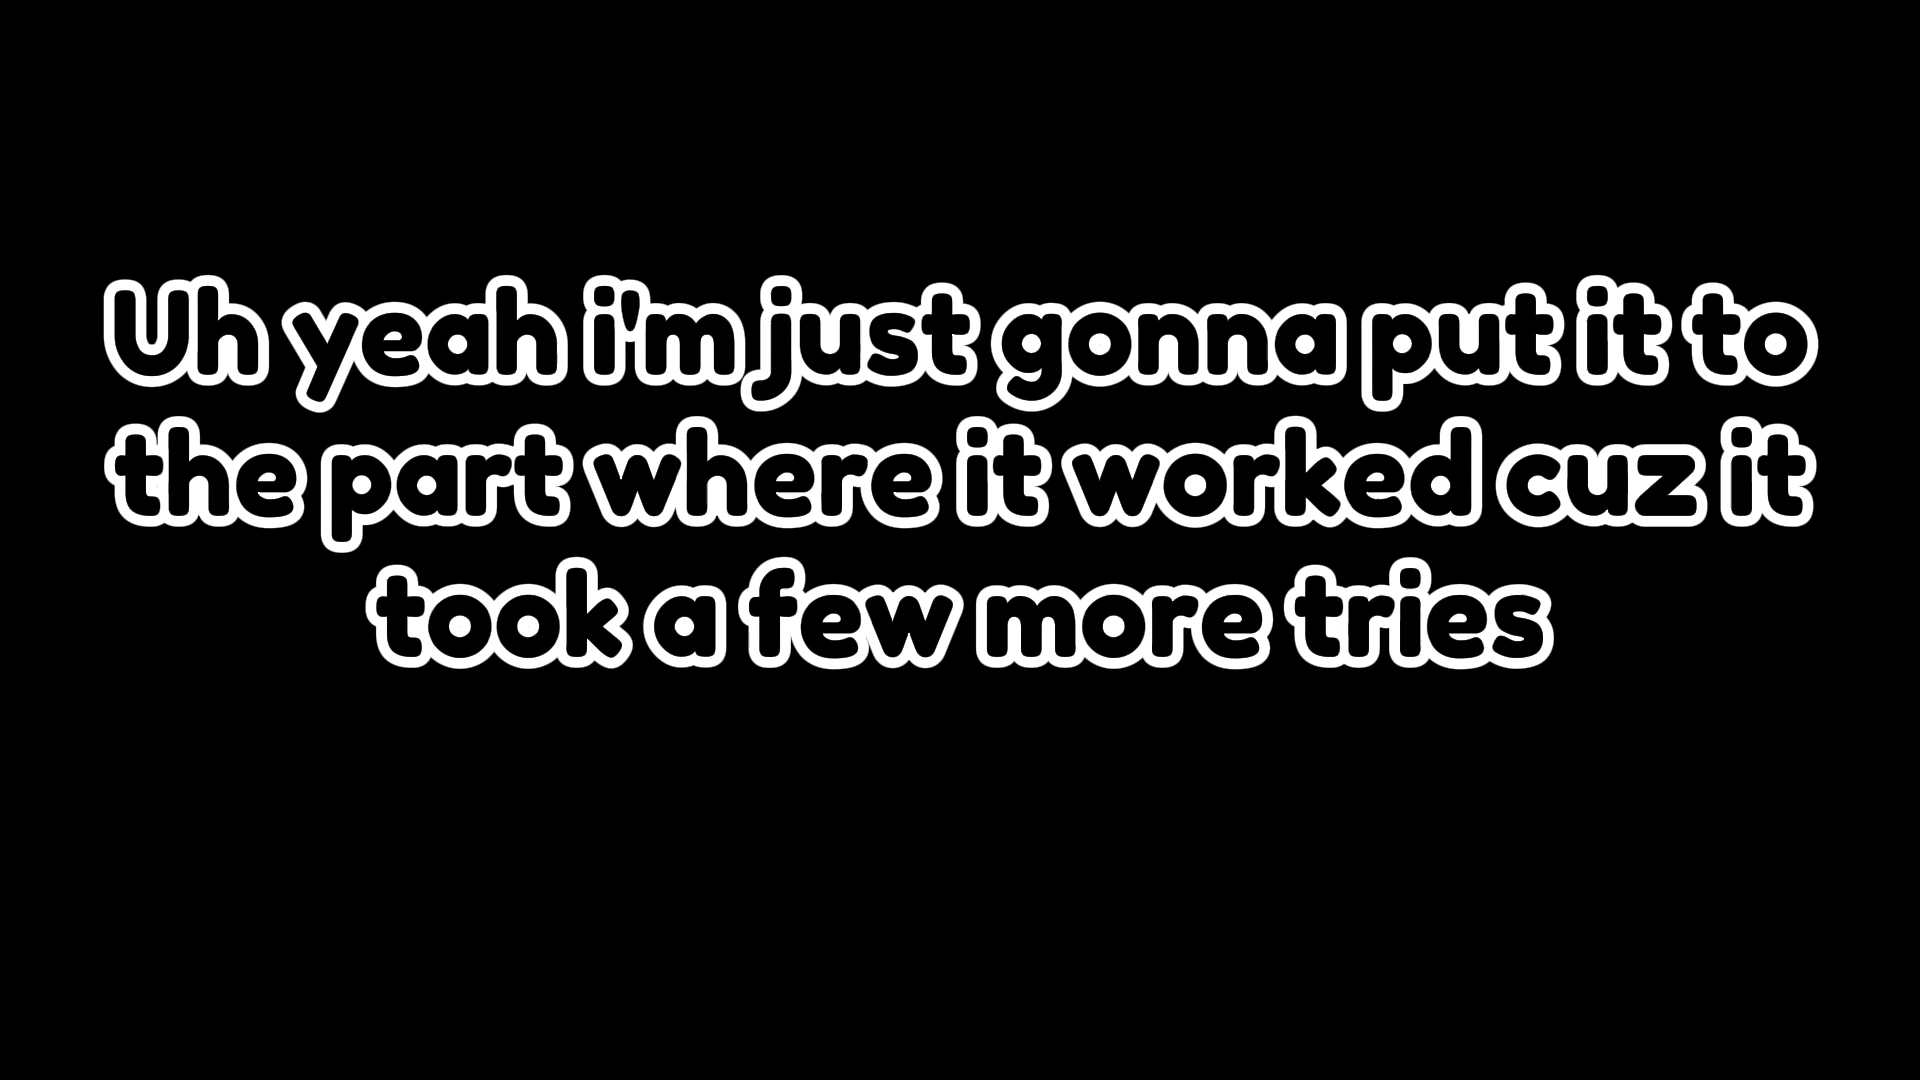 Uh yeah i'm just gonna put it to
the part where it worked cuz it
took a few more tries